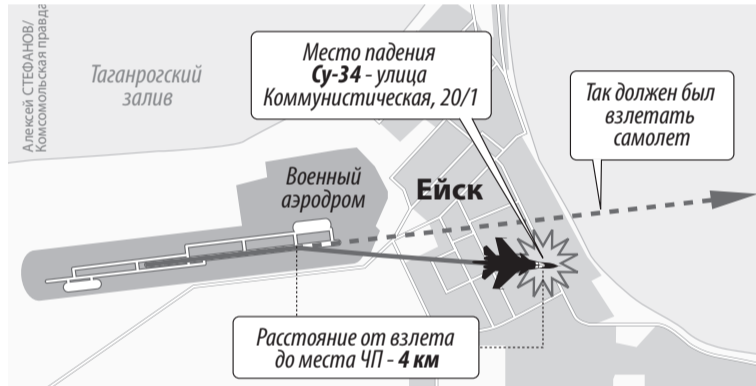 Алексей СТЕФАНОВ/
Комсомольская правда
Таганрогский
залив
Место падения
Су-34 - улица
Коммунистическая, 20/1
Так должен был
взлетать
самолет
Военный
аэродром
Ейск
Расстояние от взлета
до места ЧП - 4 км